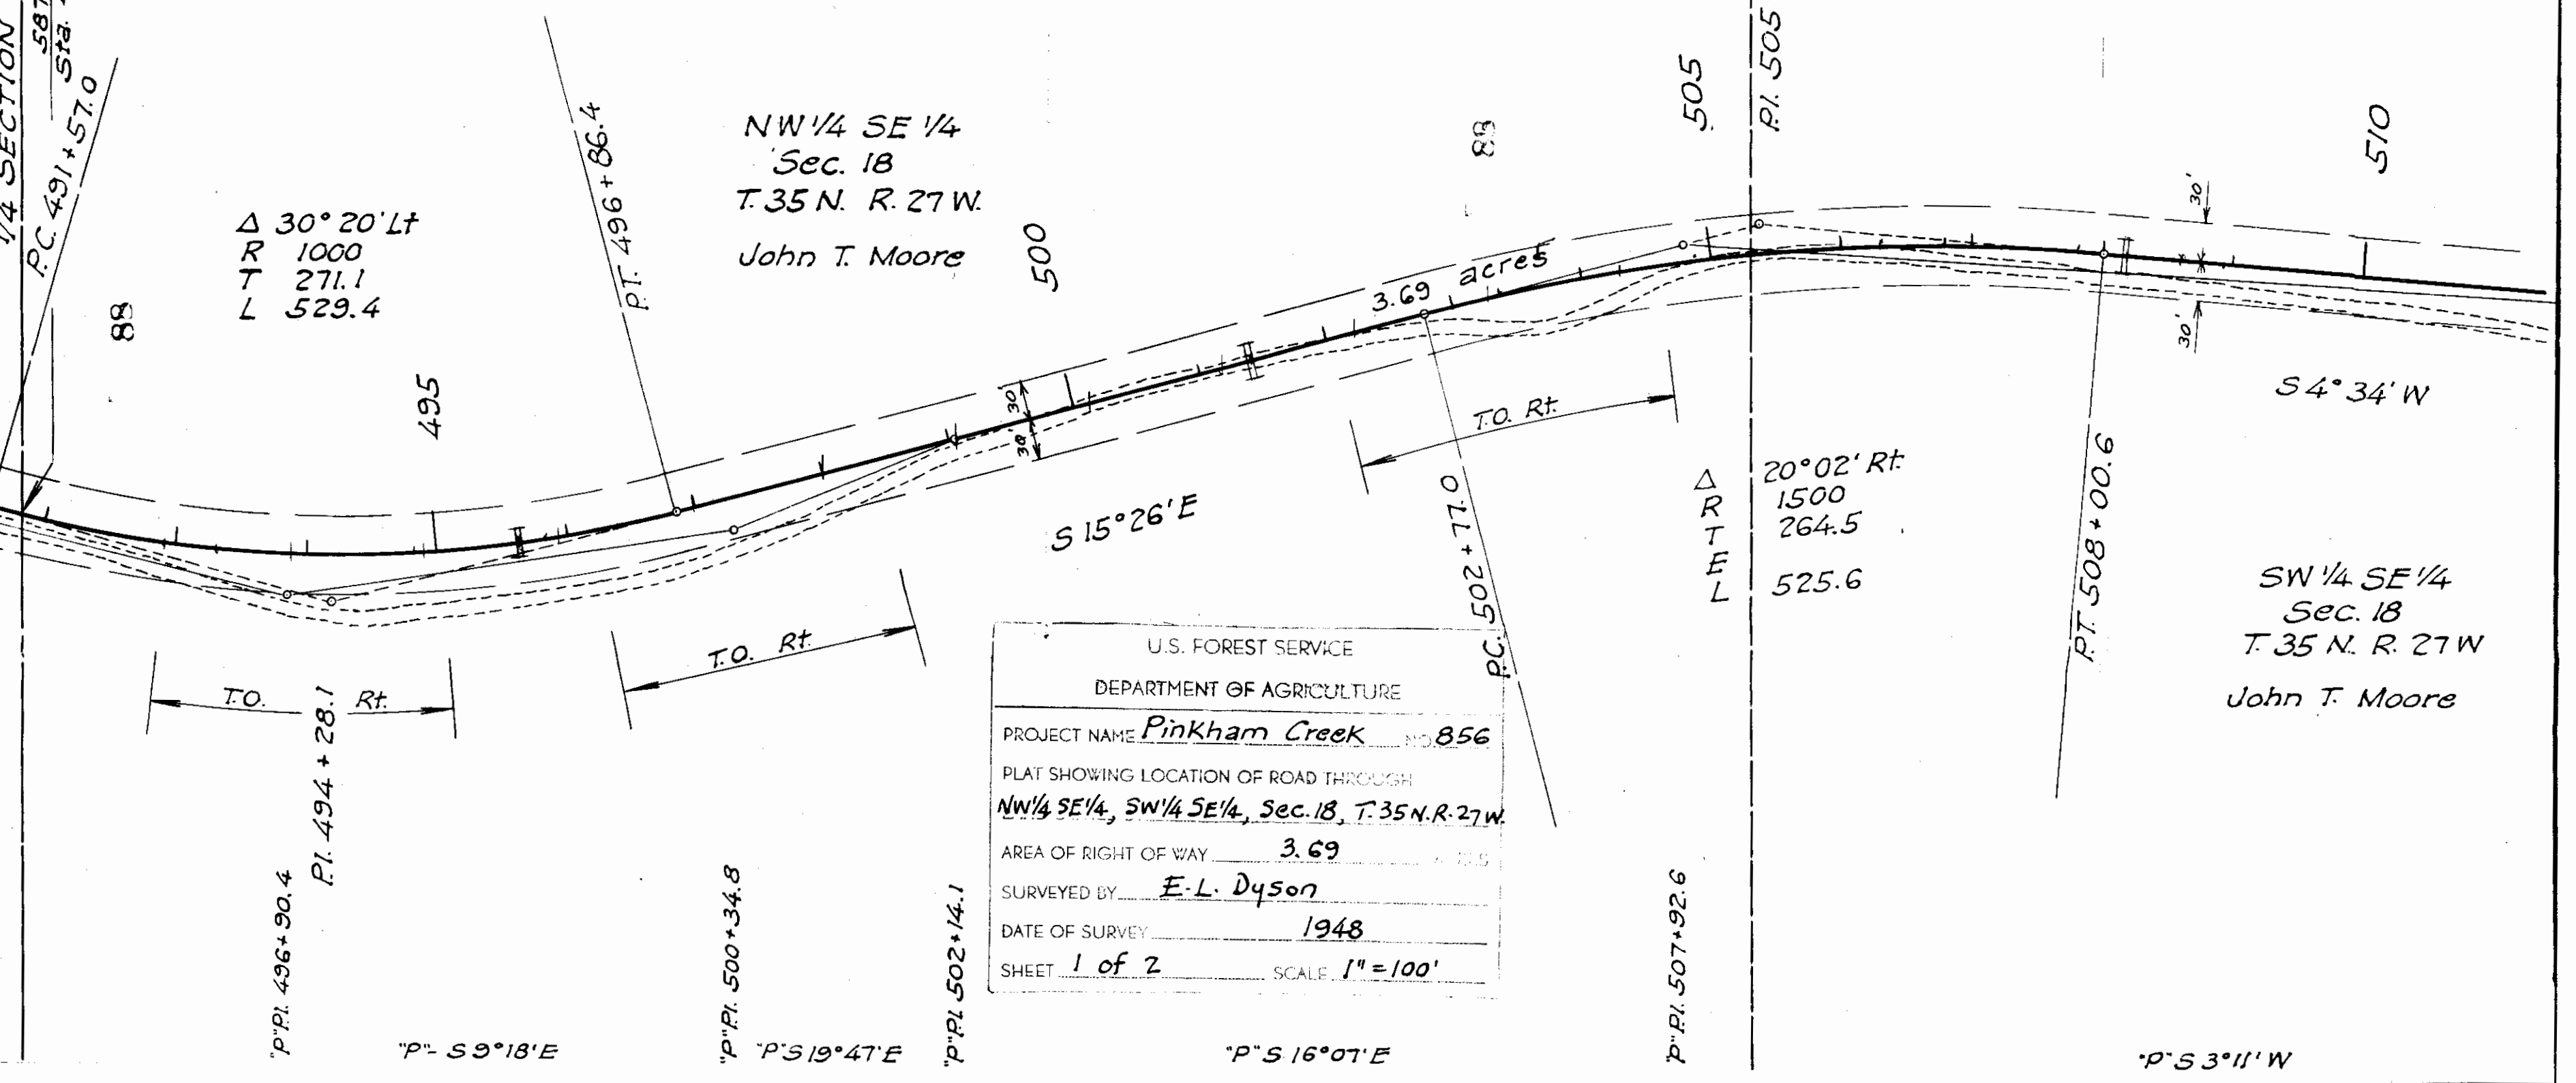 1/4 SECTION
587
Sta.
P.C. 491+57.0
88
Δ 30°20' Lt
R 1000
T 271.1
L 529.4
495
P.T. 496+86.4
NW 1/4 SE 1/4
Sec. 18
T. 35 N. R. 27 W.
John T. Moore
500
88
3.69 acres
505
P.I. 505
30'
30'
510
30'
30'
S 4° 34' W
T.O. Rt.
T.O. Rt.
T.O. Rt.
S 15° 26' E
P.C. 502+77.0
Δ 20°02' Rt.
R 1500
T 264.5
E
L 525.6
P.T. 508+00.6
SW 1/4 SE 1/4
Sec. 18
T. 35 N. R. 27 W
John T. Moore
P.I. 494+28.1
U.S. FOREST SERVICE
DEPARTMENT OF AGRICULTURE
PROJECT NAME Pinkham Creek NO. 856
PLAT SHOWING LOCATION OF ROAD THROUGH
NW 1/4 SE 1/4, SW 1/4 SE 1/4, Sec. 18, T. 35 N. R. 27 W.
AREA OF RIGHT OF WAY 3.69
SURVEYED BY E. L. Dyson
DATE OF SURVEY 1948
SHEET 1 of 2 SCALE 1"=100'
"P" P.I. 496+90.4
"P" P.I. 500+34.8
"P" P.I. 502+14.1
"P" P.I. 507+92.6
"P"- S 9°18' E
"P" S 19°47' E
"P" S 16°07' E
"P" S 3°11' W